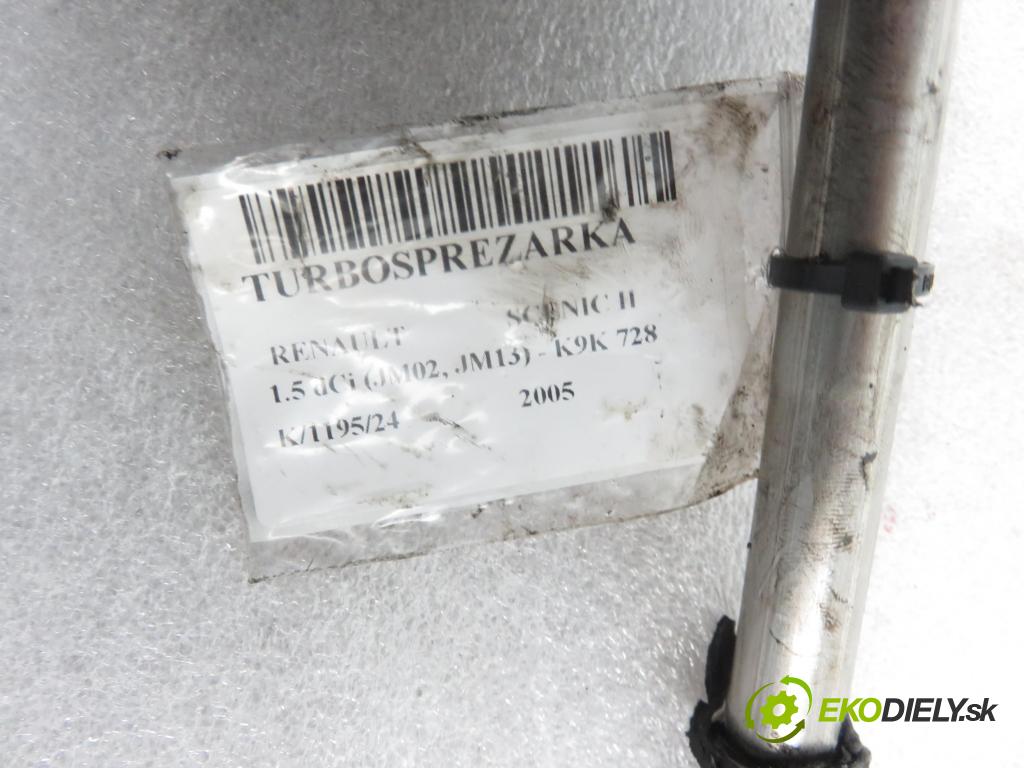 TURBOSPREZARKA
RENAULT SCENIC II
1.5 dCi (JM02, JM13) - K9K 728
K/1195/24 2005
EKODIELY.sk